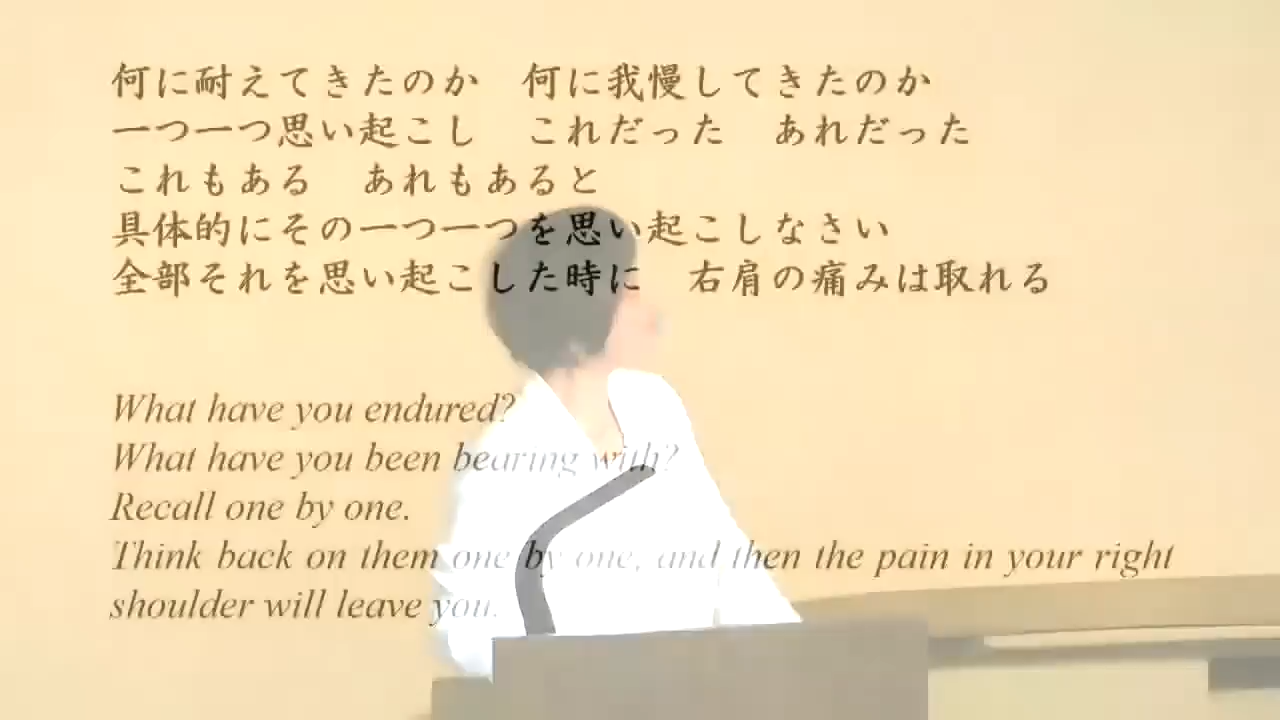 何に耐えてきたのか　何に我慢してきたのか
一つ一つ思い起こし　これだった　あれだった
これもある　あれもあると
具体的にその一つ一つを思い起こしなさい
全部それを思い起こした時に　右肩の痛みは取れる
What have you endured?
What have you been bearing with?
Recall one by one.
Think back on them one by one, and then the pain in your right
shoulder will leave you.